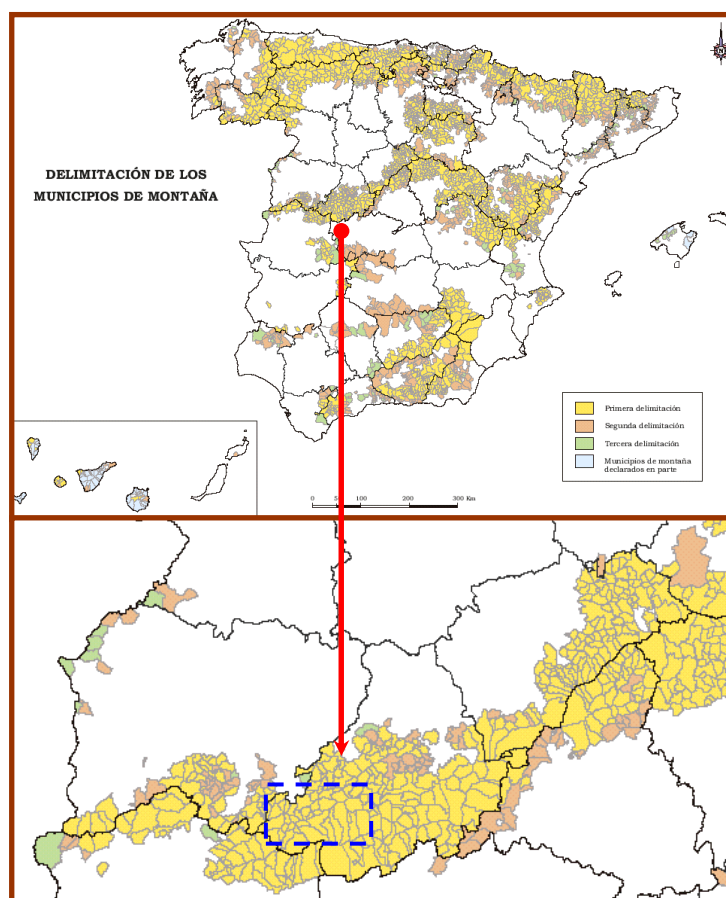 N
DELIMITACIÓN DE LOS
MUNICIPIOS DE MONTAÑA
Primera delimitación
Segunda delimitación
Tercera delimitación
Municipios de montaña
declarados en parte
0 100 200 300 Km